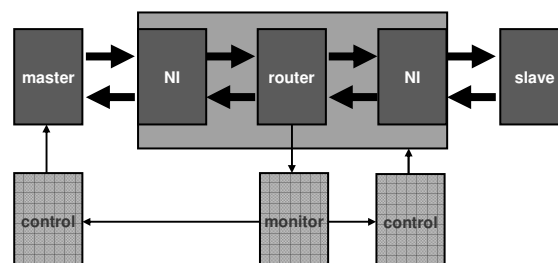 master
NI
router
NI
slave
control
monitor
control